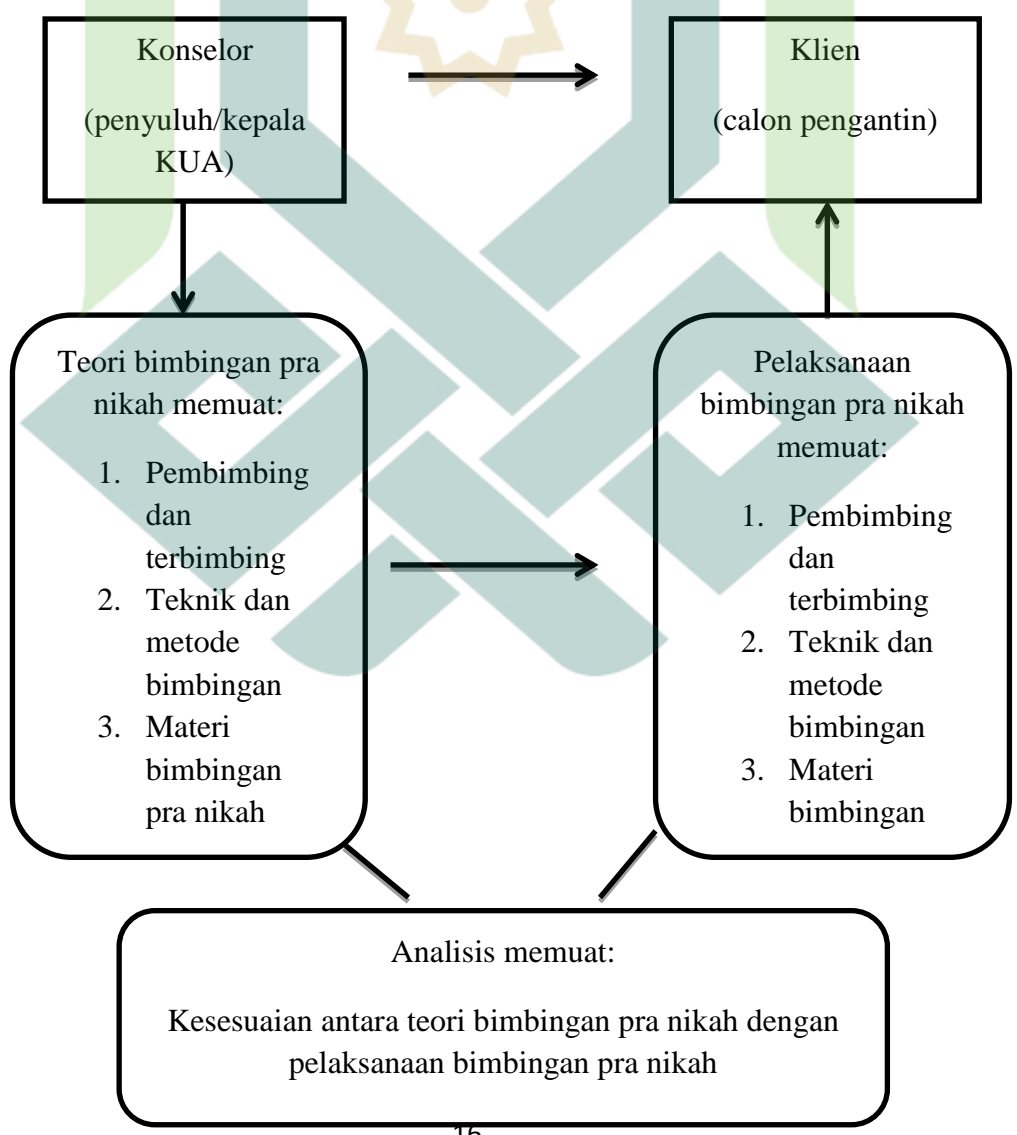 Konselor
(penyuluh/kepala
KUA)
Klien
(calon pengantin)
Teori bimbingan pra
nikah memuat:
1. Pembimbing
dan
terbimbing
2. Teknik dan
metode
bimbingan
3. Materi
bimbingan
pra nikah
Pelaksanaan
bimbingan pra nikah
memuat:
1. Pembimbing
dan
terbimbing
2. Teknik dan
metode
bimbingan
3. Materi
bimbingan
Analisis memuat:
Kesesuaian antara teori bimbingan pra nikah dengan
pelaksanaan bimbingan pra nikah